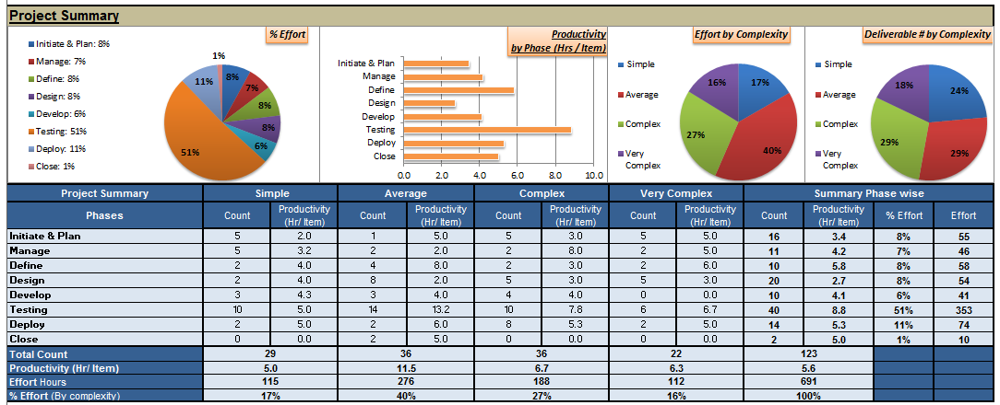 Project Summary
% Effort
Initiate & Plan: 8%
Manage: 7%
Define: 8%
Design: 8%
Develop: 6%
Testing: 51%
Deploy: 11%
Close: 1%
1%
8%
7%
8%
8%
6%
51%
11%
Productivity
by Phase (Hrs / Item)
Initiate & Plan
Manage
Define
Design
Develop
Testing
Deploy
Close
0.0 2.0 4.0 6.0 8.0 10.0
Effort by Complexity
Simple
Average
Complex
Very
Complex
17%
40%
27%
16%
Deliverable # by Complexity
Simple
Average
Complex
Very
Complex
24%
29%
29%
18%
Project Summary Simple Average Complex Very Complex Summary Phase wise
Phases Count Productivity (Hr/ Item) Count Productivity (Hr/ Item) Count Productivity (Hr/ Item) Count Productivity (Hr/ Item) Count Productivity (Hr/ Item) % Effort Effort
Initiate & Plan 5 2.0 1 5.0 5 3.0 5 5.0 16 3.4 8% 55
Manage 5 3.2 2 2.0 2 8.0 2 5.0 11 4.2 7% 46
Define 2 4.0 4 8.0 2 3.0 2 6.0 10 5.8 8% 58
Design 2 4.0 8 2.0 5 3.0 5 3.0 20 2.7 8% 54
Develop 3 4.3 3 4.0 4 4.0 0 0.0 10 4.1 6% 41
Testing 10 5.0 14 13.2 10 7.8 6 6.7 40 8.8 51% 353
Deploy 2 5.0 2 6.0 8 5.3 2 5.0 14 5.3 11% 74
Close 0 0.0 2 5.0 0 0.0 0 0.0 2 5.0 1% 10
Total Count 29 36 36 22 123
Productivity (Hr/ Item) 5.0 11.5 6.7 6.3 5.6
Effort Hours 115 276 188 112 691
% Effort (By complexity) 17% 40% 27% 16% 100%